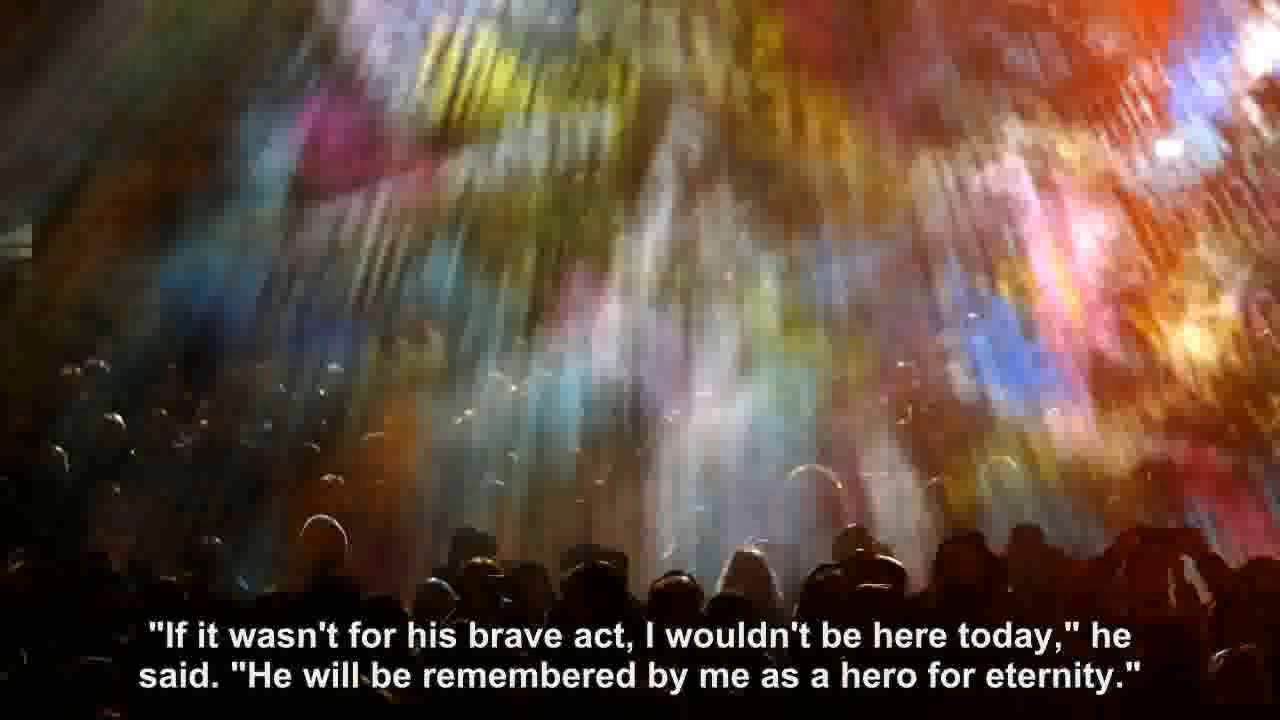 "If it wasn't for his brave act, I wouldn't be here today," he
said. "He will be remembered by me as a hero for eternity."